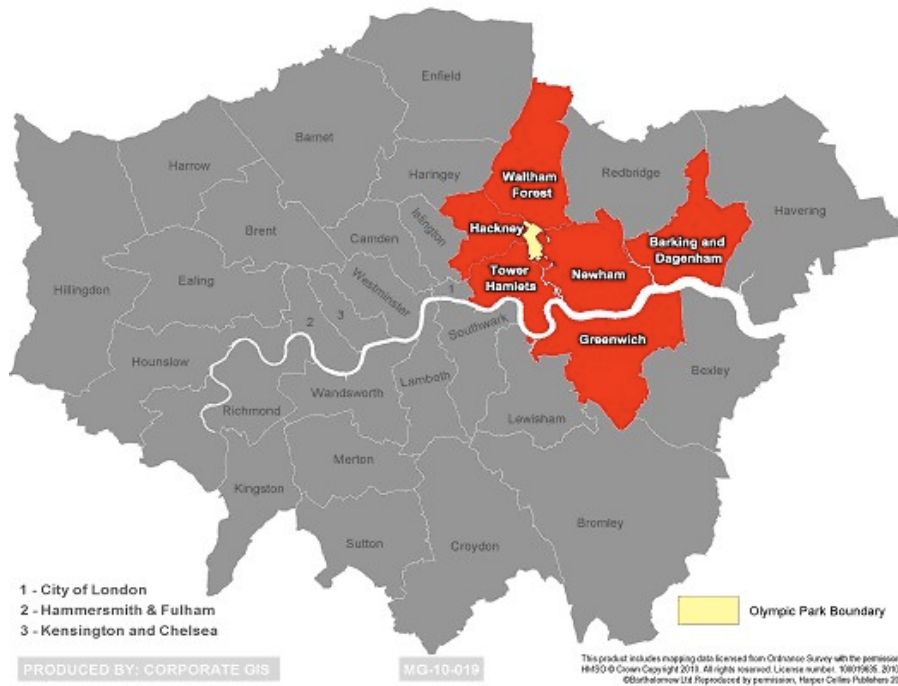 Enfield
Barnet
Harrow
Haringey
Waltham
Forest
Redbridge
Havering
Hackney
Islington
Camden
Brent
Barking and
Dagenham
Hillingdon
Ealing
Westminster
Tower
Hamlets
Newham
1
2
3
Southwark
Greenwich
Hounslow
Bexley
Richmond
Wandsworth
Lambeth
Lewisham
Merton
Kingston
Bromley
Sutton
Croydon
1 - City of London
2 - Hammersmith & Fulham
3 - Kensington and Chelsea
Olympic Park Boundary
PRODUCED BY: CORPORATE GIS
MG-10-019
This product includes mapping data licensed from Ordnance Survey with the permission
HMSO © Crown Copyright 2010. All rights reserved. License number. 2010
©Bartholomew Ltd. Reproduced by permission, Harper Collins Publishers 20